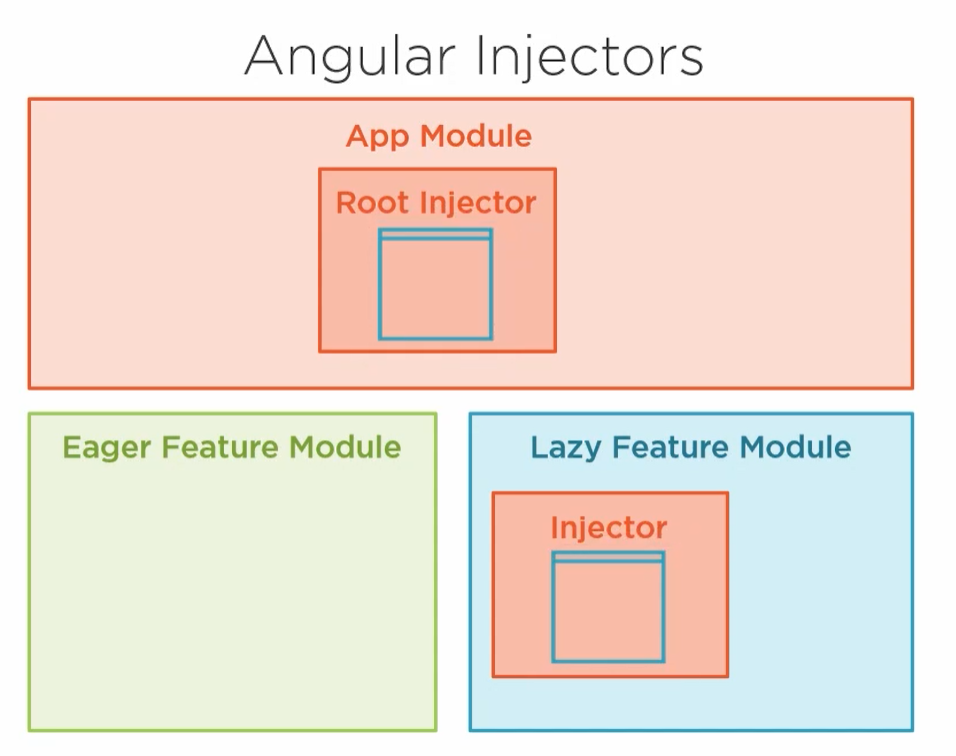 Angular Injectors
App Module
Root Injector
Eager Feature Module
Lazy Feature Module
Injector